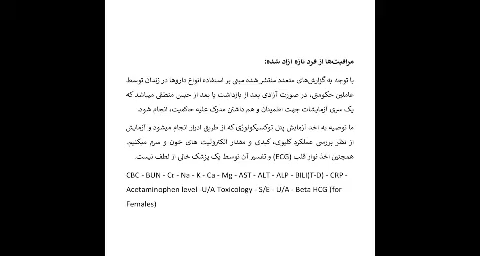 مراقبت‌ها از فرد تازه آزاد شده:
با توجه به گزارش‌های متعدد منتشر شده مبنی بر استفاده انواع داروها در زندان توسط
عاملین حکومتی، در صورت آزادی بعد از بازداشت یا بعد از حبس منطقی میباشد که
یک سری آزمایشات جهت اطمینان و هم داشتن مدرک علیه حاکمیت، انجام شود.
ما توصیه به اخذ آزمایش پنل توکسیکولوژی که از طریق ادرار انجام میشود و آزمایش
از نظر بررسی عملکرد کلیوی، کبدی و مقدار الکترولیت های خون و سرم میکنیم.
همچنین اخذ نوار قلب (ECG) و تفسیر آن توسط یک پزشک خالی از لطف نیست.
CBC - BUN - Cr - Na - K - Ca - Mg - AST - ALT - ALP - BILI(T-D) - CRP -
Acetaminophen level- U/A Toxicology - S/E - U/A - Beta HCG (for
Females)